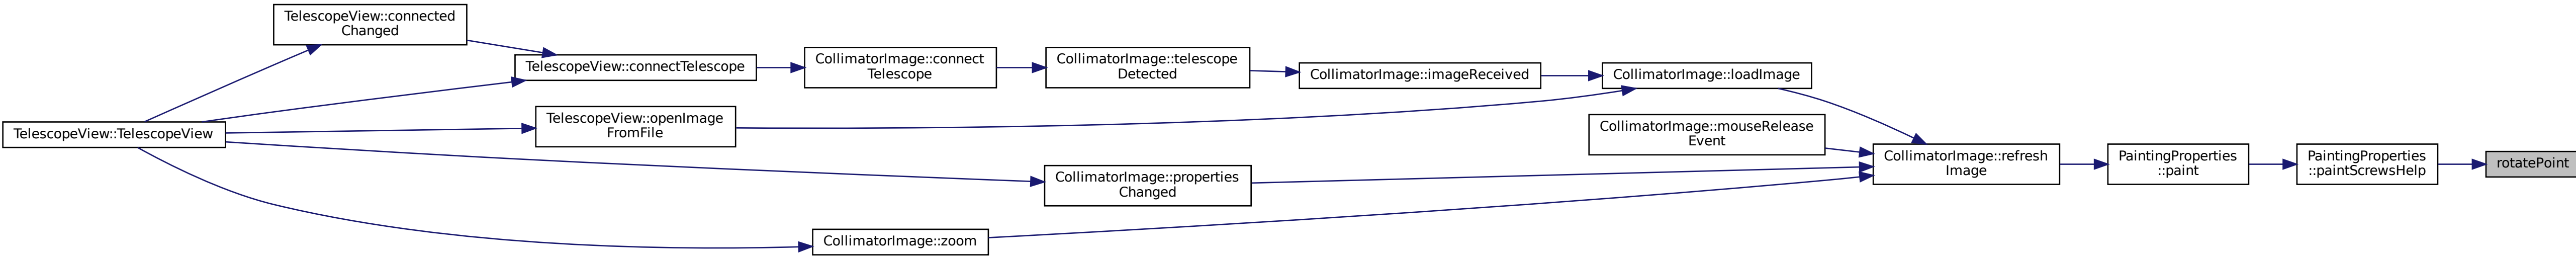 TelescopeView::connected
Changed
TelescopeView::connectTelescope
CollimatorImage::connect
Telescope
CollimatorImage::telescope
Detected
CollimatorImage::imageReceived
CollimatorImage::loadImage
TelescopeView::TelescopeView
TelescopeView::openImage
FromFile
CollimatorImage::mouseRelease
Event
CollimatorImage::properties
Changed
CollimatorImage::refresh
Image
PaintingProperties
::paint
PaintingProperties
::paintScrewsHelp
rotatePoint
CollimatorImage::zoom